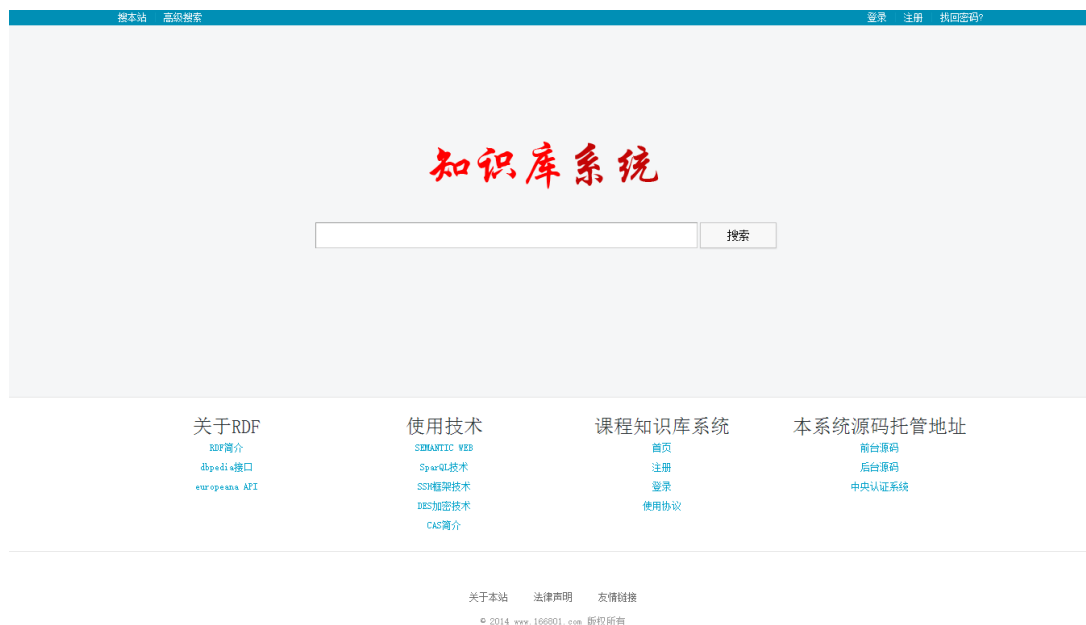 搜本站 高级搜索 登录 注册 找回密码?
知识库系统
搜索
关于RDF 使用技术 课程知识库系统 本系统源码托管地址
RDF简介 SEMANTIC WEB 首页 前台源码
dbpedia接口 SparQL技术 注册 后台源码
europeana API SSH框架技术 登录 中央认证系统
DES加密技术 使用协议
CAS简介
关于本站 法律声明 友情链接
© 2014 www.166801.com 版权所有